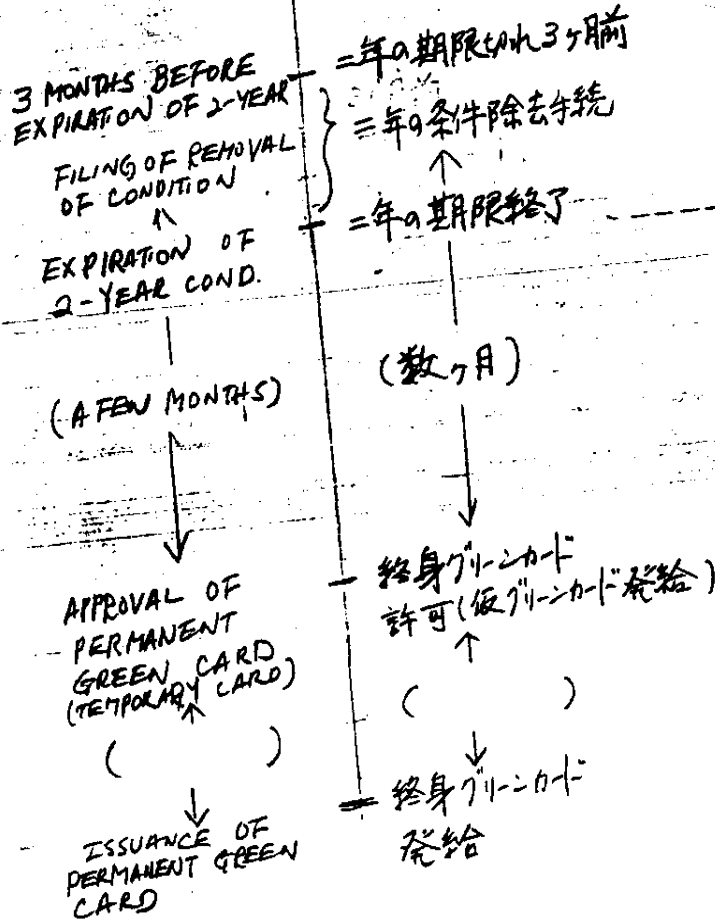 3 MONTHS BEFORE
EXPIRATION OF 2-YEAR
FILING OF REMOVAL
OF CONDITION
EXPIRATION OF
2-YEAR COND.
(A FEW MONTHS)
APPROVAL OF
PERMANENT
GREEN CARD
(TEMPORARY CARD)
( )
ISSUANCE OF
PERMANENT GREEN
CARD
二年の期限切れ3ヶ月前
二年の条件除去手続
二年の期限終了
(数ヶ月)
終身グリーンカード
許可(仮グリーンカード発給)
( )
終身グリーンカード
発給